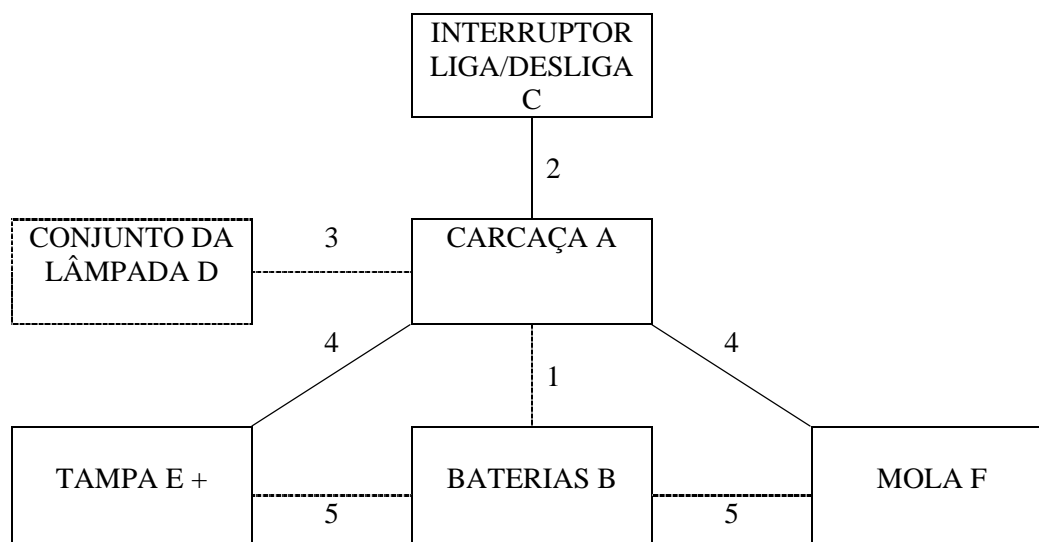 INTERRUPTOR
LIGA/DESLIGA
C
2
CONJUNTO DA
LÂMPADA D
3
CARCAÇA A
4
1
4
TAMPA E +
5
BATERIAS B
5
MOLA F